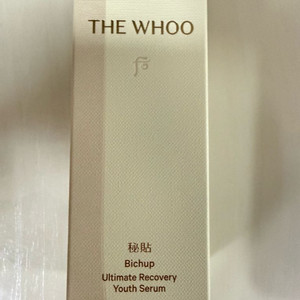 THE WHOO
秘貼
Bichup
Ultimate Recovery
Youth Serum